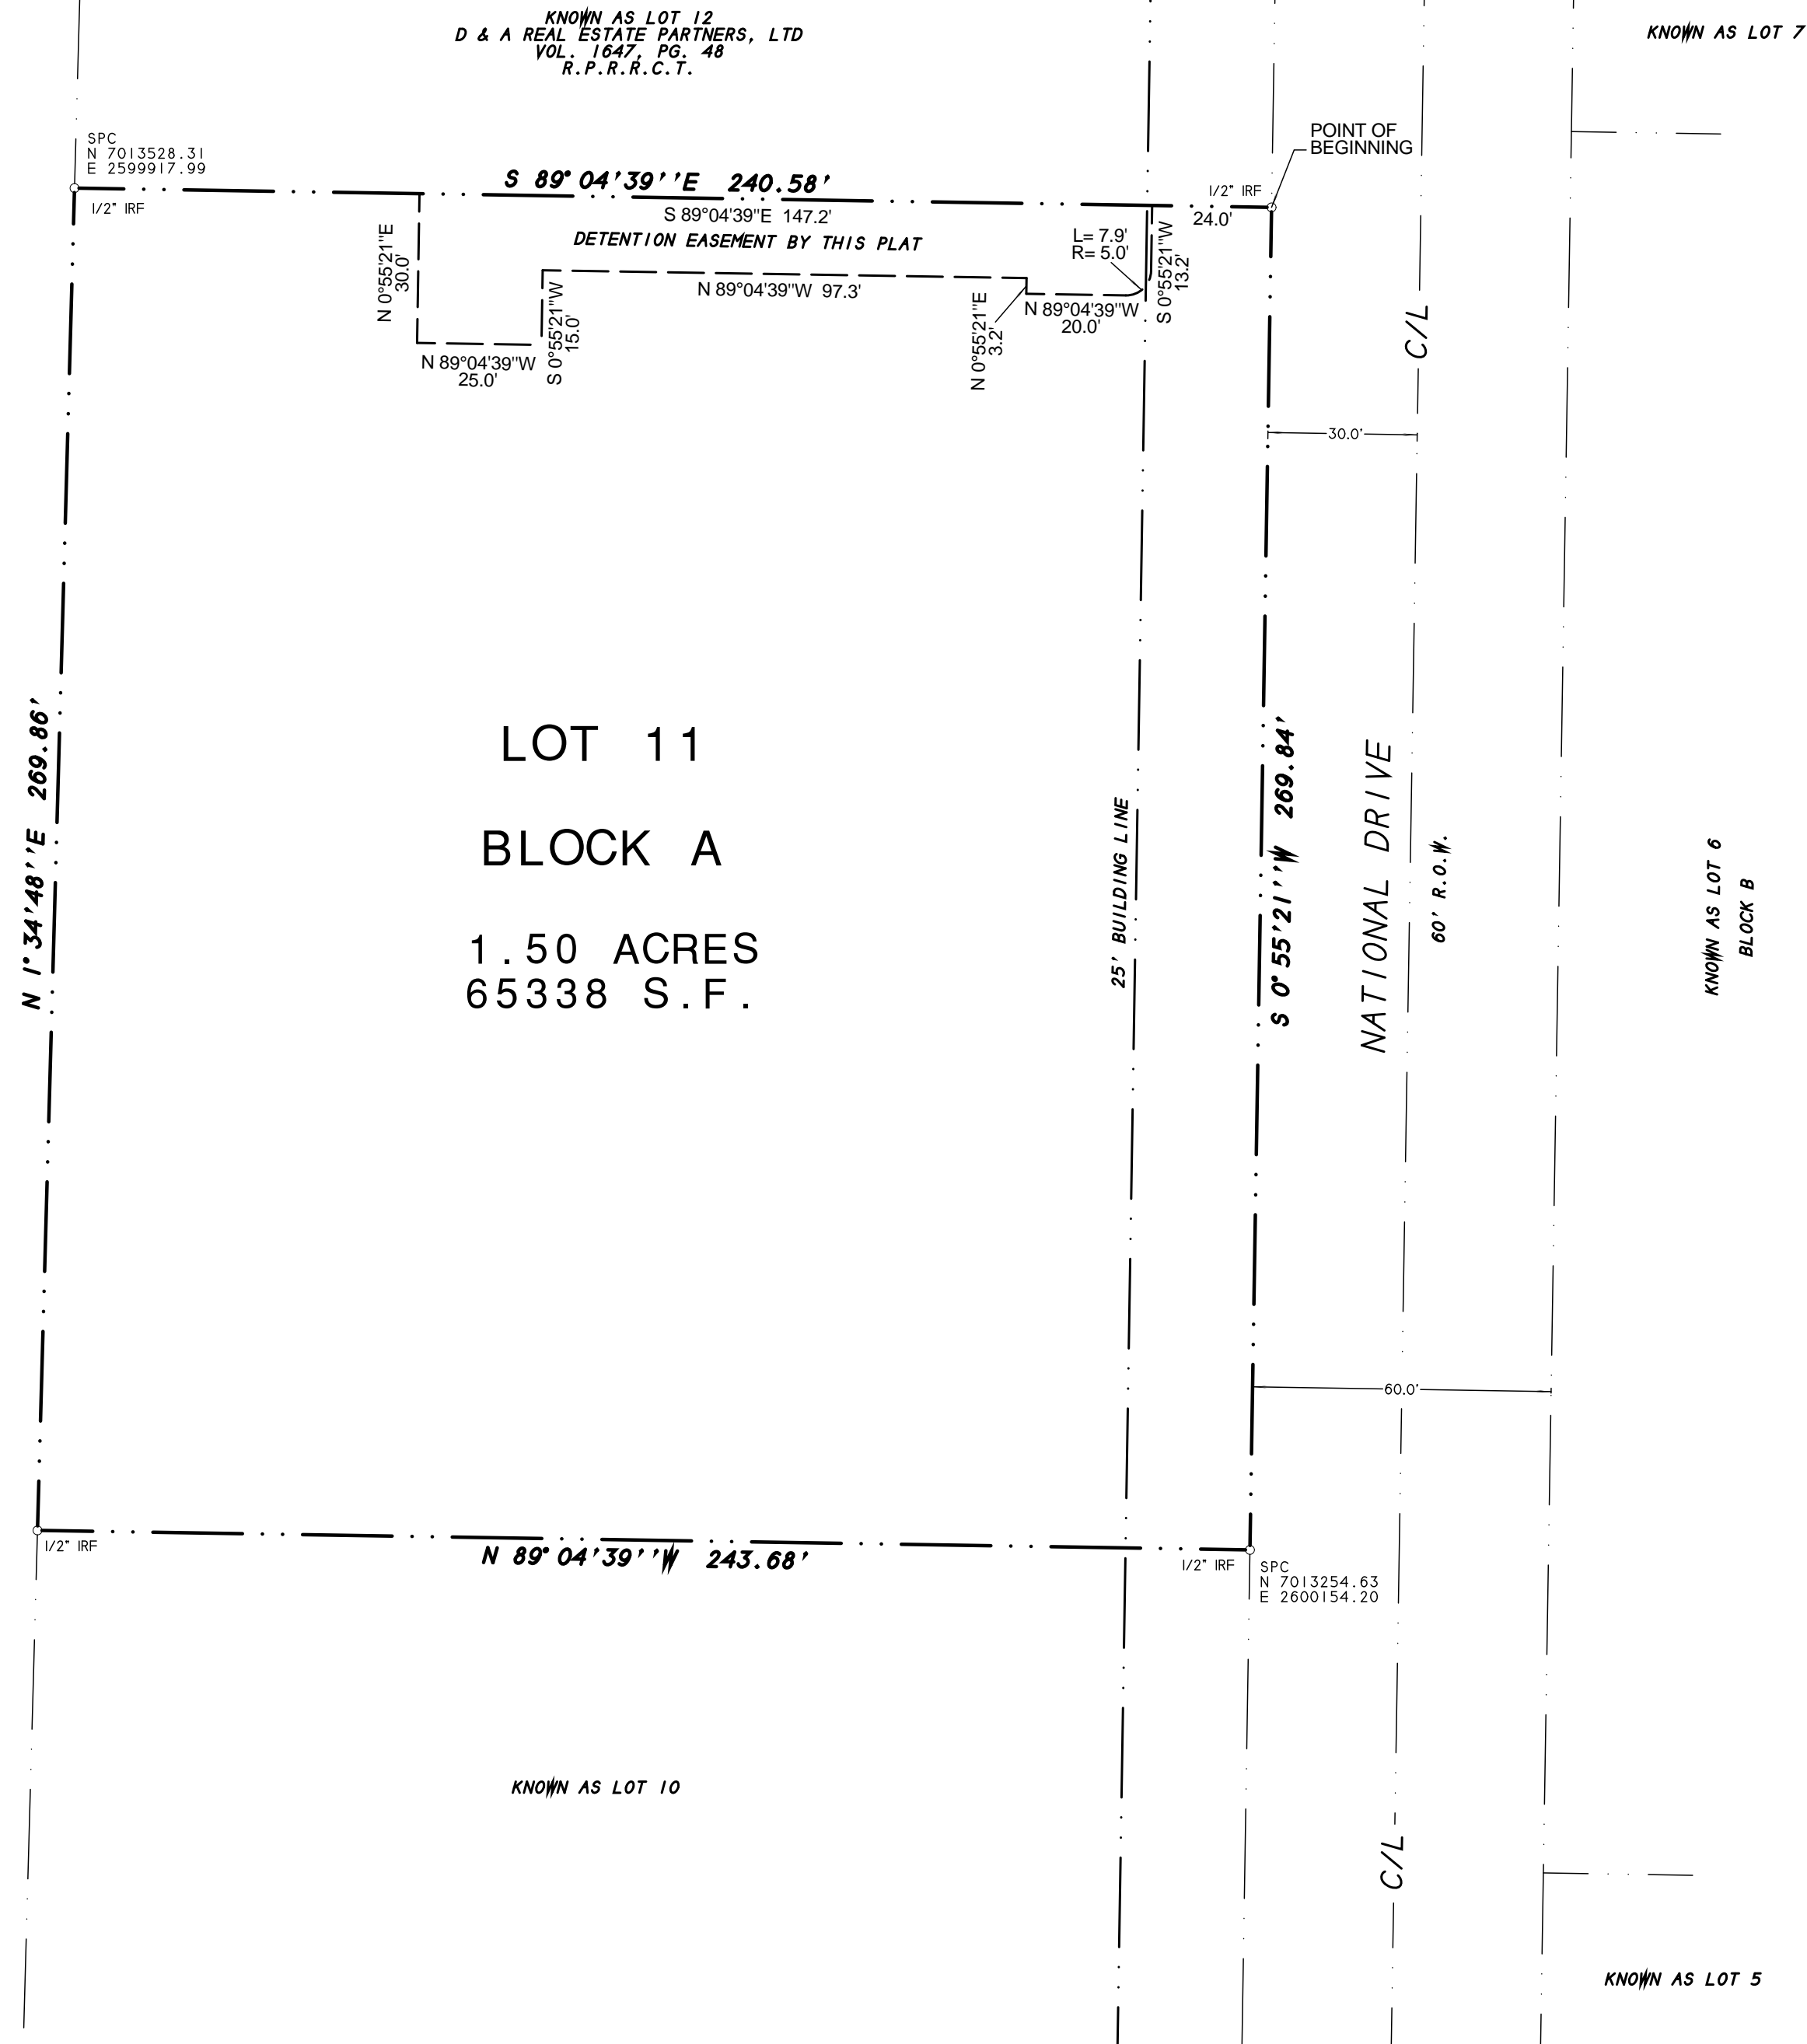 KNOWN AS LOT 12
D & A REAL ESTATE PARTNERS, LTD
VOL. 1647, PG. 48
R.P.R.R.C.T.
KNOWN AS LOT 7
SPC
N 7013528.31
E 2599917.99
1/2" IRF
S 89°04'39''E 240.58'
S 89°04'39"E 147.2'
DETENTION EASEMENT BY THIS PLAT
POINT OF
BEGINNING
1/2" IRF
24.0'
L= 7.9'
R= 5.0'
S 0°55'21"W
13.2'
N 0°55'21"E
30.0'
N 89°04'39"W
25.0'
S 0°55'21"W
15.0'
N 89°04'39"W 97.3'
N 0°55'21"E
3.2'
N 89°04'39"W
20.0'
C/L
30.0'
N 1°34'48''E 269.86'
LOT 11
BLOCK A
1.50 ACRES
65338 S.F.
25' BUILDING LINE
S 0°55'21''W 269.84'
NATIONAL DRIVE
60' R.O.W.
KNOWN AS LOT 6
BLOCK B
60.0'
1/2" IRF
N 89°04'39''W 243.68'
1/2" IRF
SPC
N 7013254.63
E 2600154.20
KNOWN AS LOT 10
C/L
KNOWN AS LOT 5